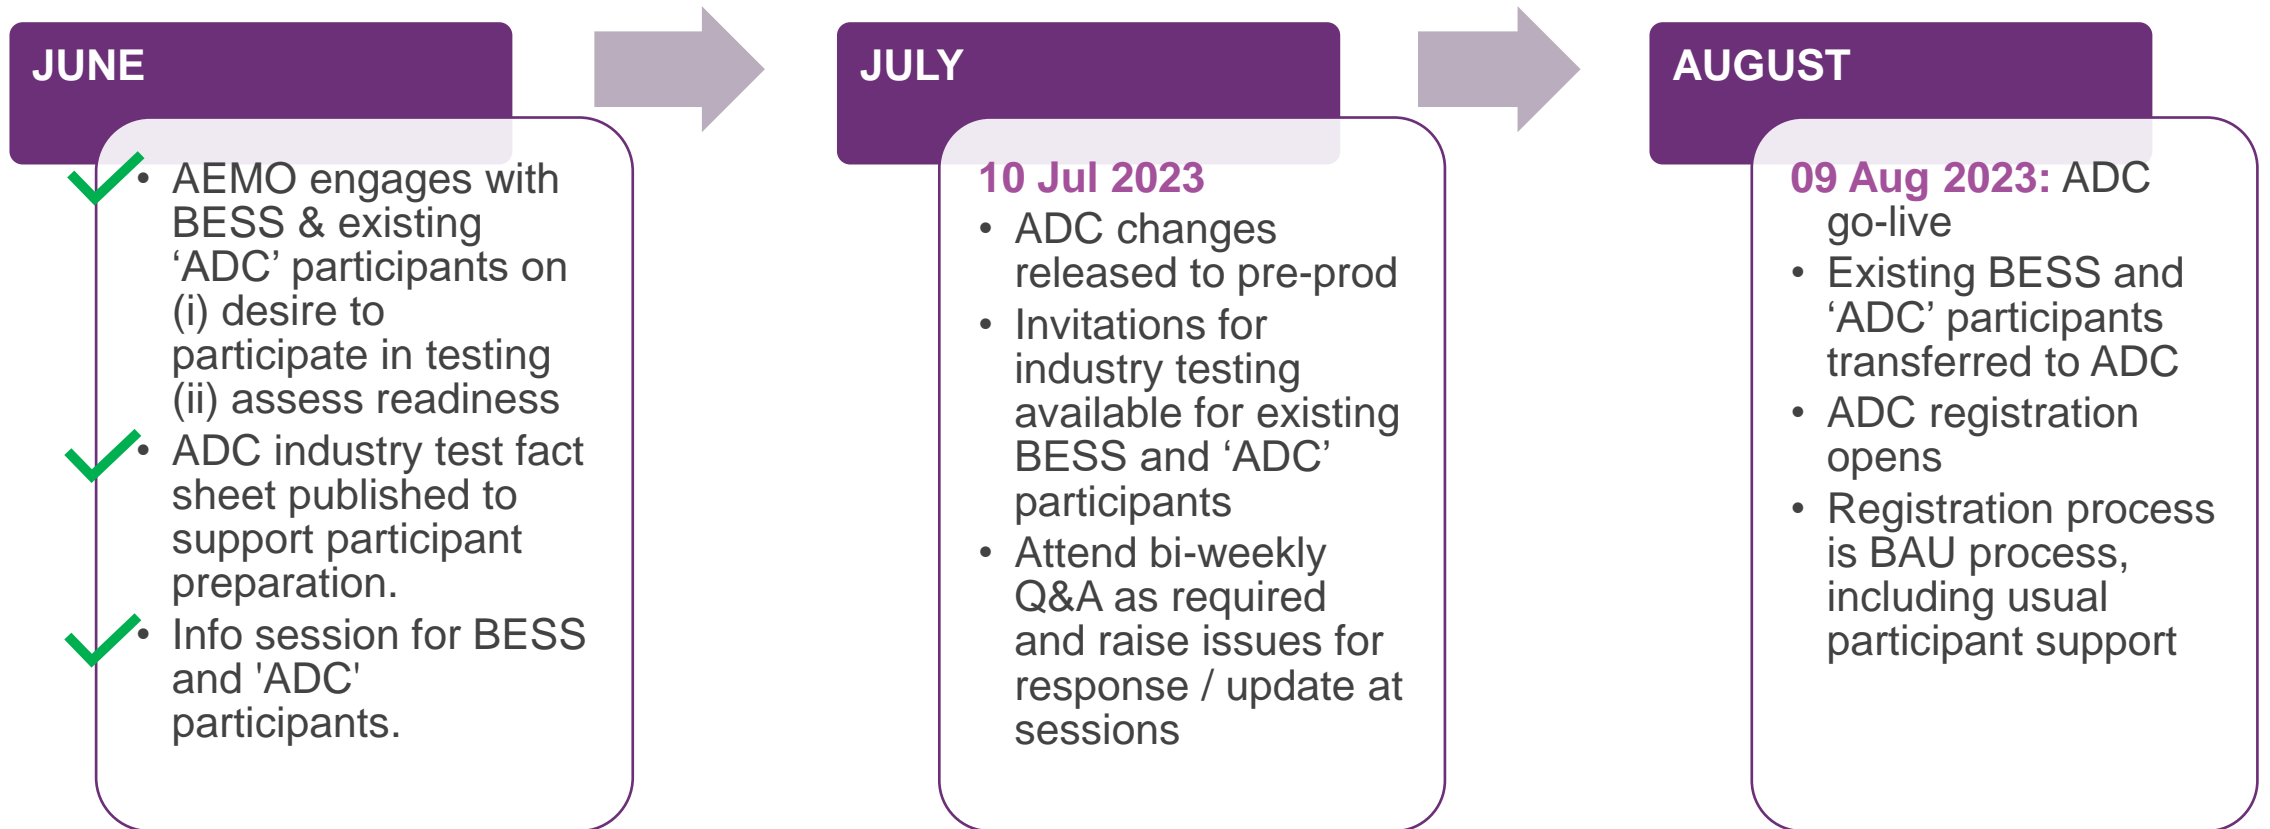 JUNE
• AEMO engages with
BESS & existing
‘ADC’ participants on
(i) desire to
participate in testing
(ii) assess readiness
• ADC industry test fact
sheet published to
support participant
preparation.
• Info session for BESS
and 'ADC'
participants.
JULY
10 Jul 2023
• ADC changes
released to pre-prod
• Invitations for
industry testing
available for existing
BESS and ‘ADC’
participants
• Attend bi-weekly
Q&A as required
and raise issues for
response / update at
sessions
AUGUST
09 Aug 2023: ADC
go-live
• Existing BESS and
‘ADC’ participants
transferred to ADC
• ADC registration
opens
• Registration process
is BAU process,
including usual
participant support